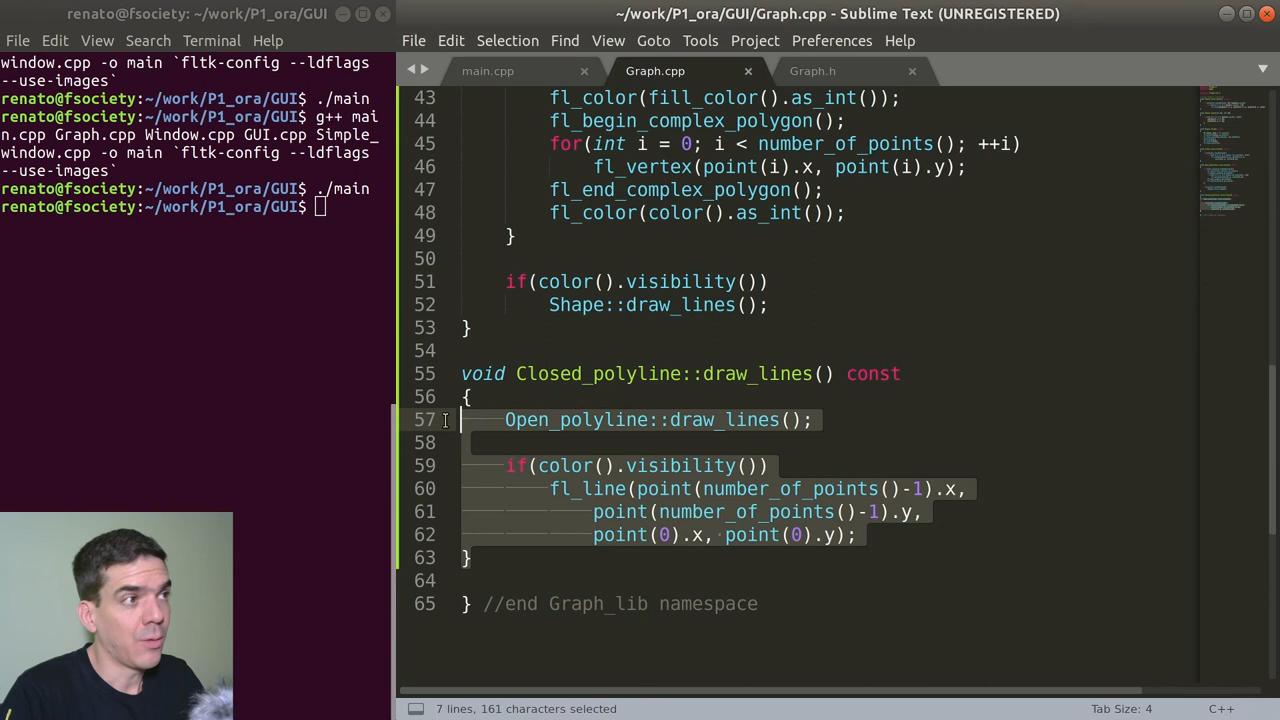 renato@fsociety: ~/work/P1_ora/GUI
File Edit View Search Terminal Help
window.cpp -o main `fltk-config --ldflags
--use-images`
renato@fsociety:~/work/P1_ora/GUI$ ./main
renato@fsociety:~/work/P1_ora/GUI$ g++ mai
n.cpp Graph.cpp Window.cpp GUI.cpp Simple_
window.cpp -o main `fltk-config --ldflags
--use-images`
renato@fsociety:~/work/P1_ora/GUI$ ./main
renato@fsociety:~/work/P1_ora/GUI$
~/work/P1_ora/GUI/Graph.cpp - Sublime Text (UNREGISTERED)
File Edit Selection Find View Goto Tools Project Preferences Help
main.cpp Graph.cpp Graph.h
43 fl_color(fill_color().as_int());
44 fl_begin_complex_polygon();
45 for(int i = 0; i < number_of_points(); ++i)
46 fl_vertex(point(i).x, point(i).y);
47 fl_end_complex_polygon();
48 fl_color(color().as_int());
49 }
50
51 if(color().visibility())
52 Shape::draw_lines();
53 }
54
55 void Closed_polyline::draw_lines() const
56 {
57 Open_polyline::draw_lines();
58
59 if(color().visibility())
60 fl_line(point(number_of_points()-1).x,
61 point(number_of_points()-1).y,
62 point(0).x, point(0).y);
63 }
64
65 } //end Graph_lib namespace
7 lines, 161 characters selected
Tab Size: 4
C++